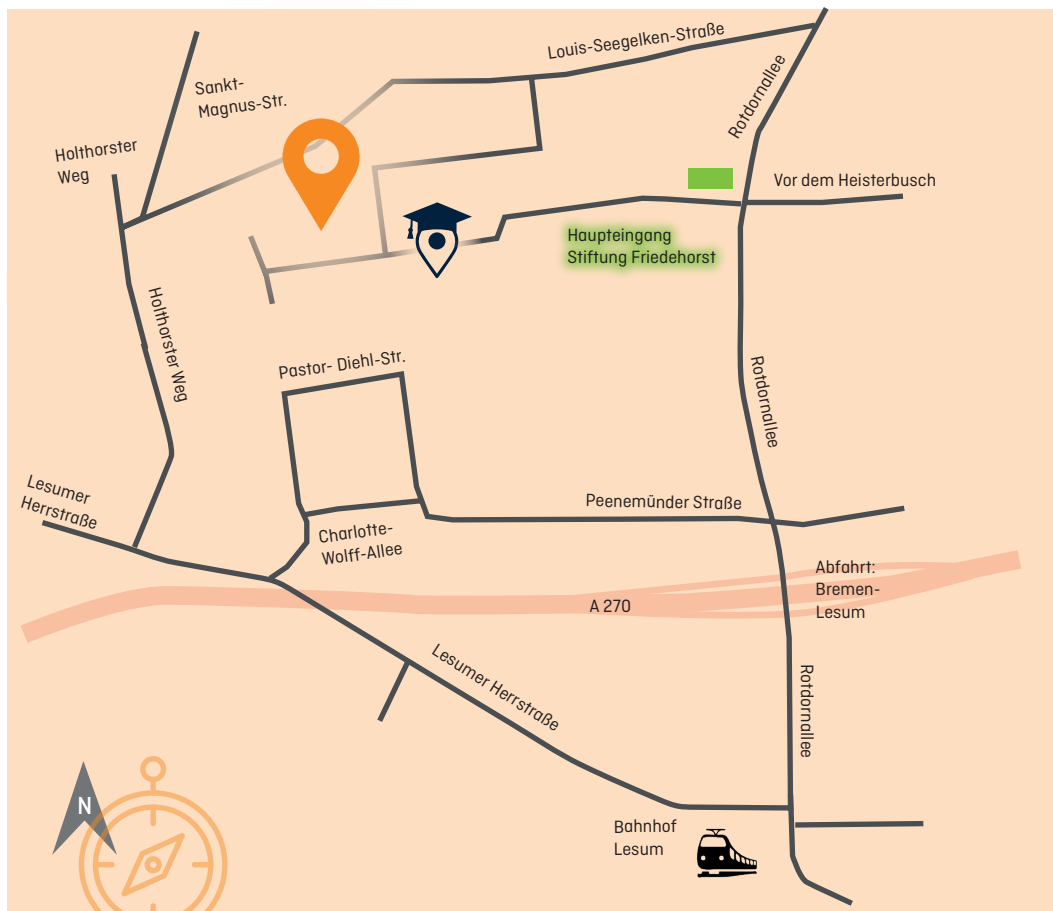 Louis-Seegelken-Straße
Sankt-
Magnus-Str.
Rotdornallee
Holthorster
Weg
Vor dem Heisterbusch
Haupteingang
Stiftung Friedehorst
Holthorster Weg
Pastor- Diehl-Str.
Rotdornallee
Lesumer
Herrstraße
Peenemünder Straße
Charlotte-
Wolff-Allee
Abfahrt:
Bremen-
Lesum
A 270
Lesumer Herrstraße
Rotdornallee
N
Bahnhof
Lesum